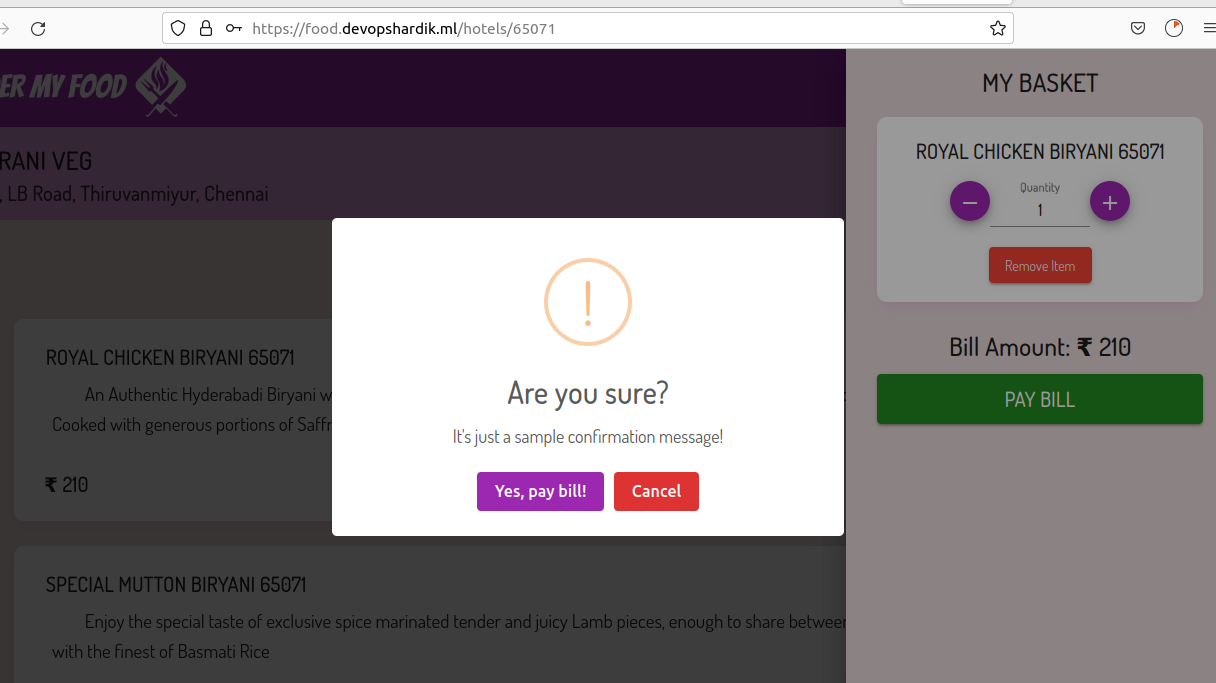 https://food.devopshardik.ml/hotels/65071
ER MY FOOD
RANI VEG
, LB Road, Thiruvanmiyur, Chennai
ROYAL CHICKEN BIRYANI 65071
An Authentic Hyderabadi Biryani w
Cooked with generous portions of Saffr
₹ 210
SPECIAL MUTTON BIRYANI 65071
Enjoy the special taste of exclusive spice marinated tender and juicy Lamb pieces, enough to share between
with the finest of Basmati Rice
!
Are you sure?
It's just a sample confirmation message!
Yes, pay bill! Cancel
MY BASKET
ROYAL CHICKEN BIRYANI 65071
Quantity
− 1 +
Remove Item
Bill Amount: ₹ 210
PAY BILL